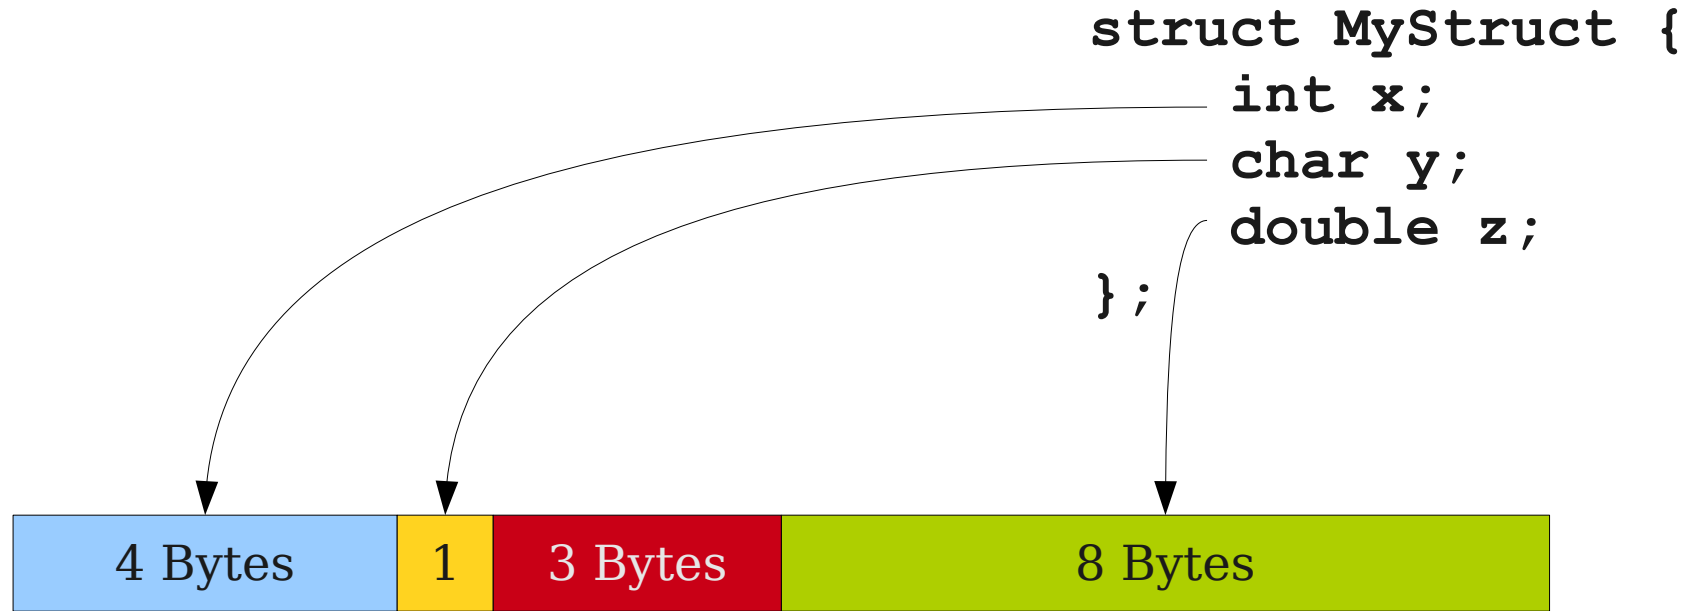 struct MyStruct {
int x;
char y;
double z;
};
4 Bytes 1 3 Bytes 8 Bytes